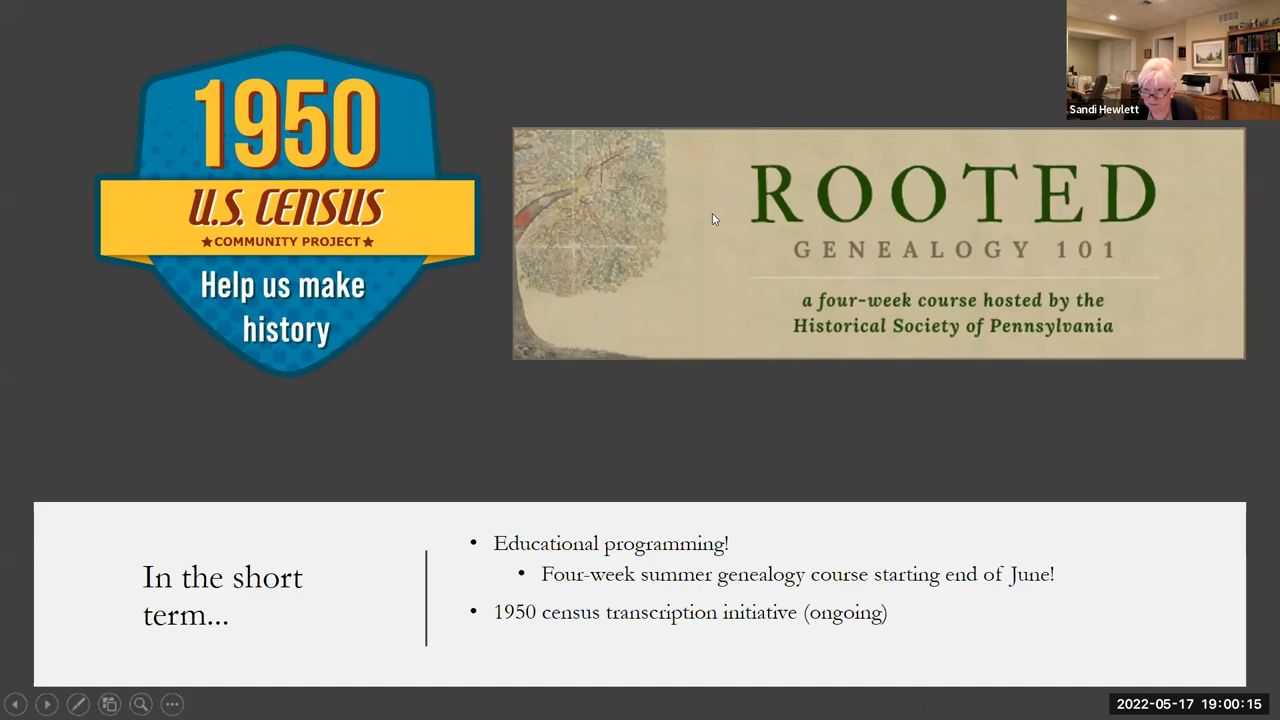 1950
U.S. CENSUS
★COMMUNITY PROJECT★
Help us make
history
Sandi Hewlett
ROOTED
GENEALOGY 101
a four-week course hosted by the
Historical Society of Pennsylvania
In the short
term...
• Educational programming!
• Four-week summer genealogy course starting end of June!
• 1950 census transcription initiative (ongoing)
2022-05-17 19:00:15